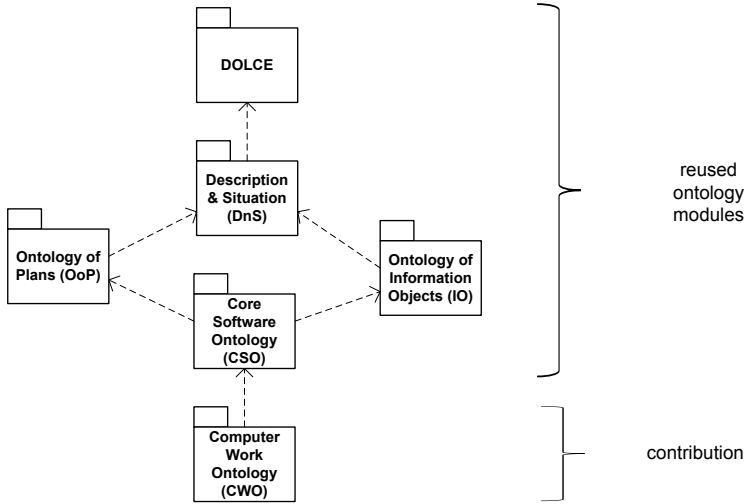 DOLCE
Description
& Situation
(DnS)
reused
ontology
modules
Ontology of
Plans (OoP)
Ontology of
Information
Objects (IO)
Core
Software
Ontology
(CSO)
Computer
Work
Ontology
(CWO)
contribution